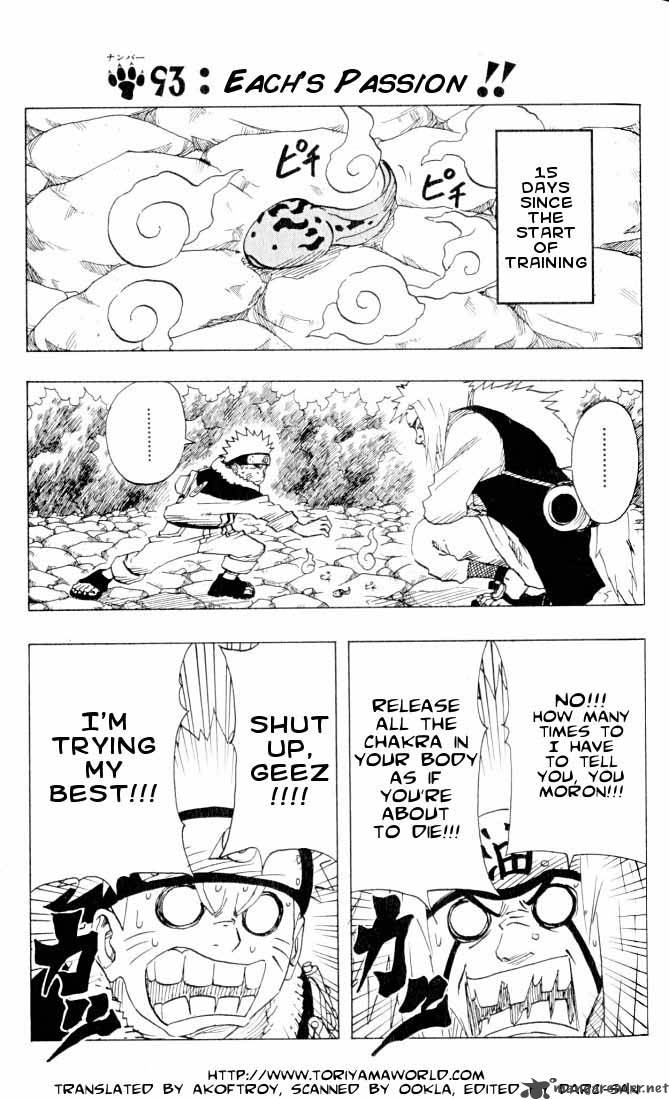 ナンバー
93: EACH'S PASSION!!
ピチ
ピチ
15
DAYS
SINCE
THE
START
OF
TRAINING
.........
.........
NO!!!
HOW MANY
TIMES TO
I HAVE
TO TELL
YOU, YOU
MORON!!!
RELEASE
ALL THE
CHAKRA IN
YOUR BODY
AS IF
YOU'RE
ABOUT
TO DIE!!!
油
SHUT
UP,
GEEZ
!!!!
I'M
TRYING
MY
BEST!!!
HTTP://WWW.TORIYAMAWORLD.COM
TRANSLATED BY AKOFTROY, SCANNED BY OOKLA, EDITED